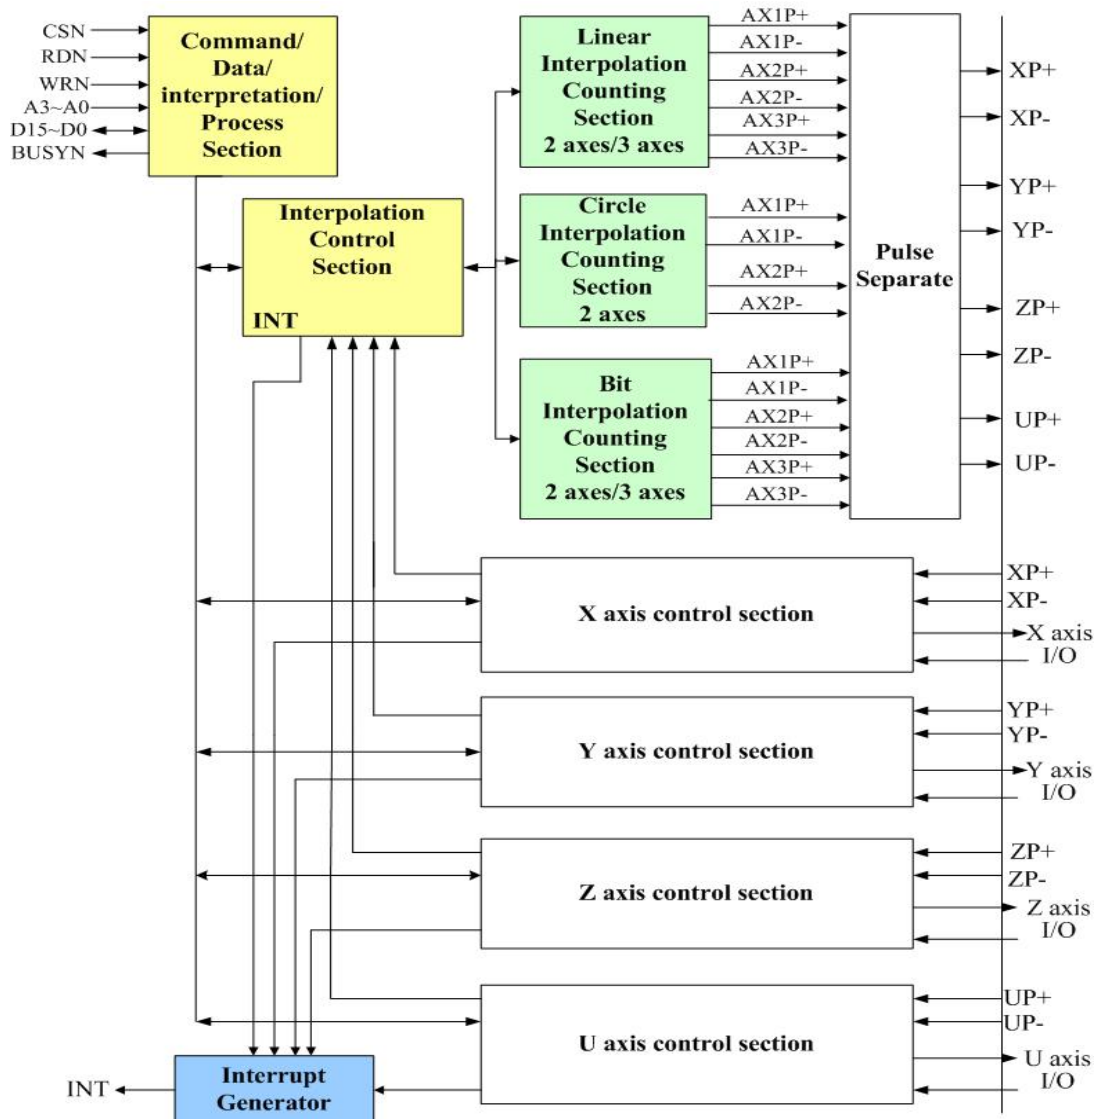 CSN
RDN
WRN
A3~A0
D15~D0
BUSYN
Command/
Data/
interpretation/
Process
Section
Linear
Interpolation
Counting
Section
2 axes/3 axes
AX1P+
AX1P-
AX2P+
AX2P-
AX3P+
AX3P-
Interpolation
Control
Section
INT
Circle
Interpolation
Counting
Section
2 axes
AX1P+
AX1P-
AX2P+
AX2P-
Bit
Interpolation
Counting
Section
2 axes/3 axes
AX1P+
AX1P-
AX2P+
AX2P-
AX3P+
AX3P-
Pulse
Separate
XP+
XP-
YP+
YP-
ZP+
ZP-
UP+
UP-
X axis control section
XP+
XP-
X axis
I/O
Y axis control section
YP+
YP-
Y axis
I/O
Z axis control section
ZP+
ZP-
Z axis
I/O
U axis control section
UP+
UP-
U axis
I/O
INT
Interrupt
Generator